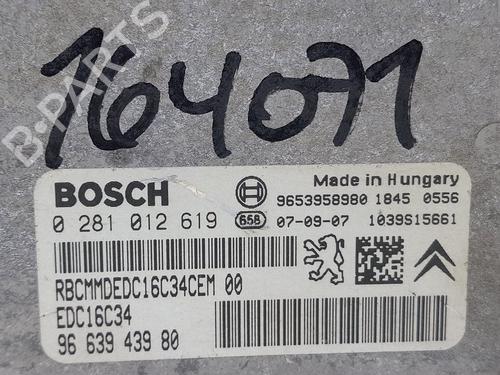 164071
B-PARTS
BOSCH
Made in Hungary
9653958980 1845 0556
0 281 012 619
658
07-09-07
1039S15661
RBCMMDEDC16C34CEM 00
EDC16C34
96 639 439 80